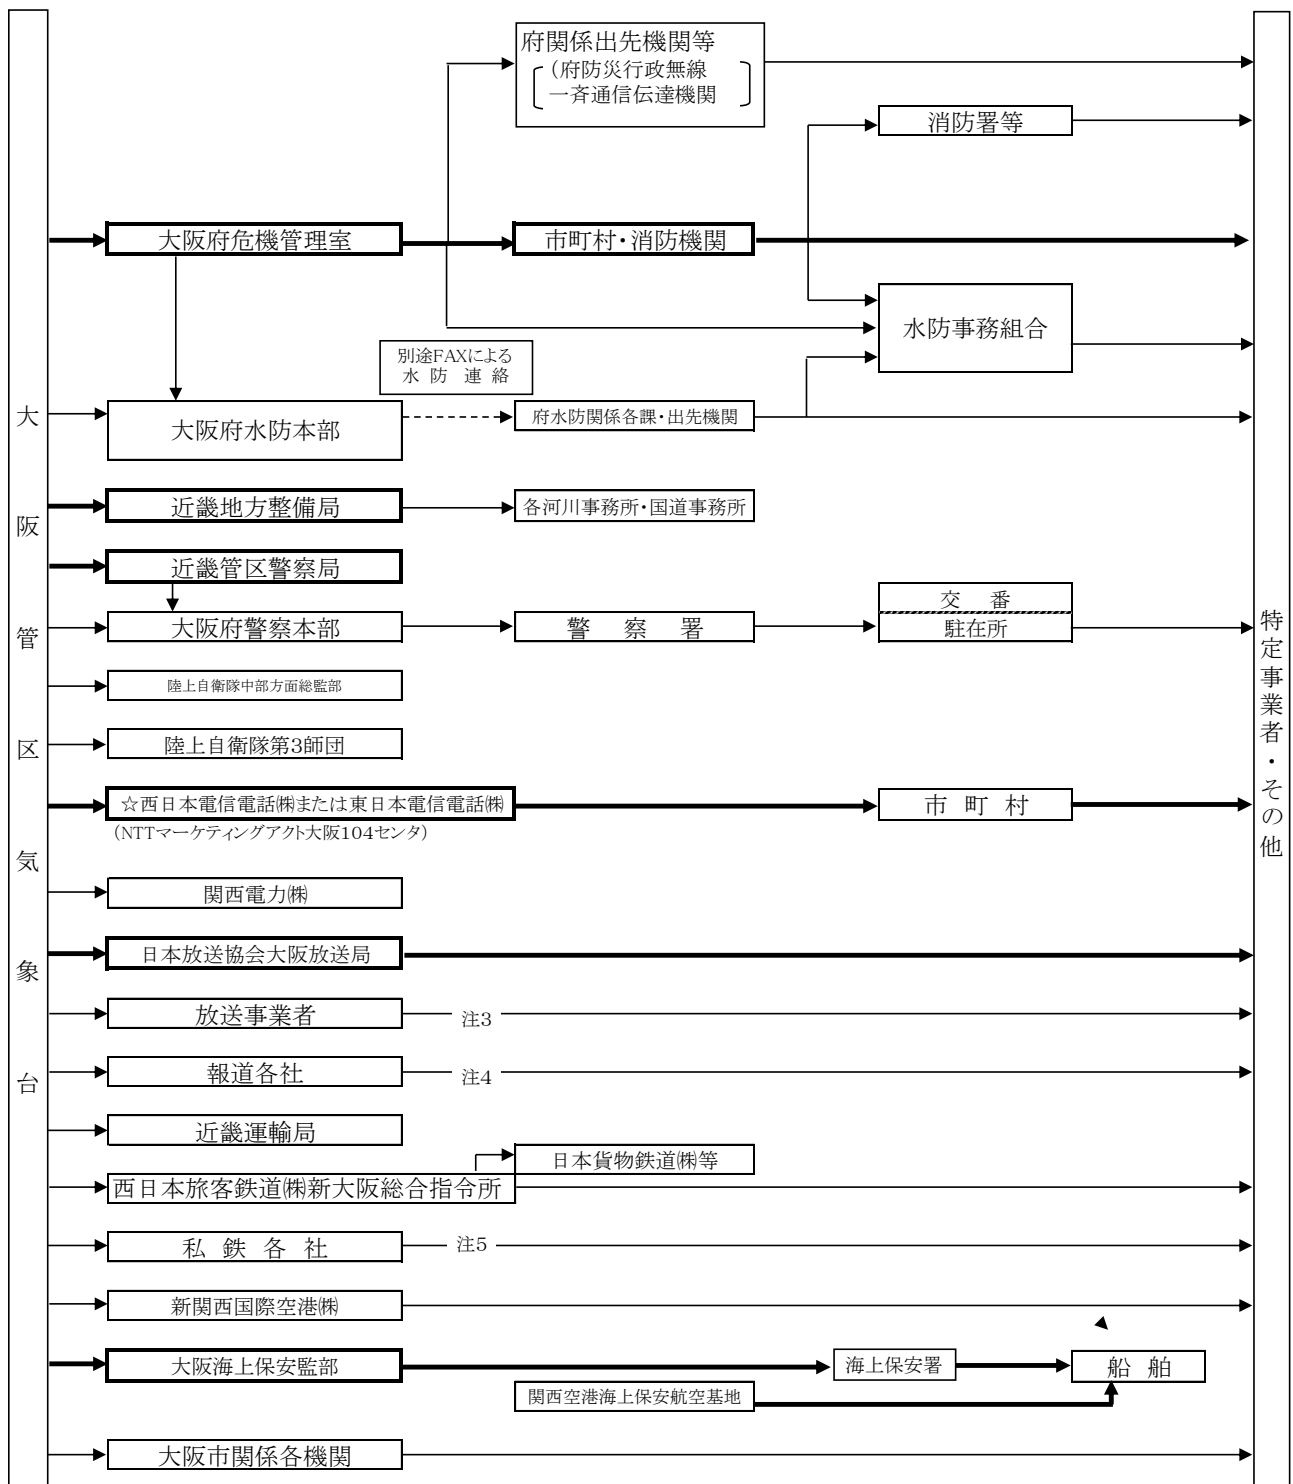 府関係出先機関等
(府防災行政無線
一斉通信伝達機関
消防署等
大阪府危機管理室
市町村・消防機関
水防事務組合
別途FAXによる
水 防 連 絡
大阪府水防本部
府水防関係各課・出先機関
近畿地方整備局
各河川事務所・国道事務所
近畿管区警察局
大阪府警察本部
警 察 署
交 番
駐在所
陸上自衛隊中部方面総監部
陸上自衛隊第3師団
☆西日本電信電話㈱または東日本電信電話㈱
市 町 村
(NTTマーケティングアクト大阪104センタ)
関西電力㈱
日本放送協会大阪放送局
放送事業者
注3
報道各社
注4
近畿運輸局
日本貨物鉄道㈱等
西日本旅客鉄道㈱新大阪総合指令所
私 鉄 各 社
注5
新関西国際空港㈱
大阪海上保安監部
海上保安署
船 舶
関西空港海上保安航空基地
大阪市関係各機関
大阪管区気象台
特定事業者・その他